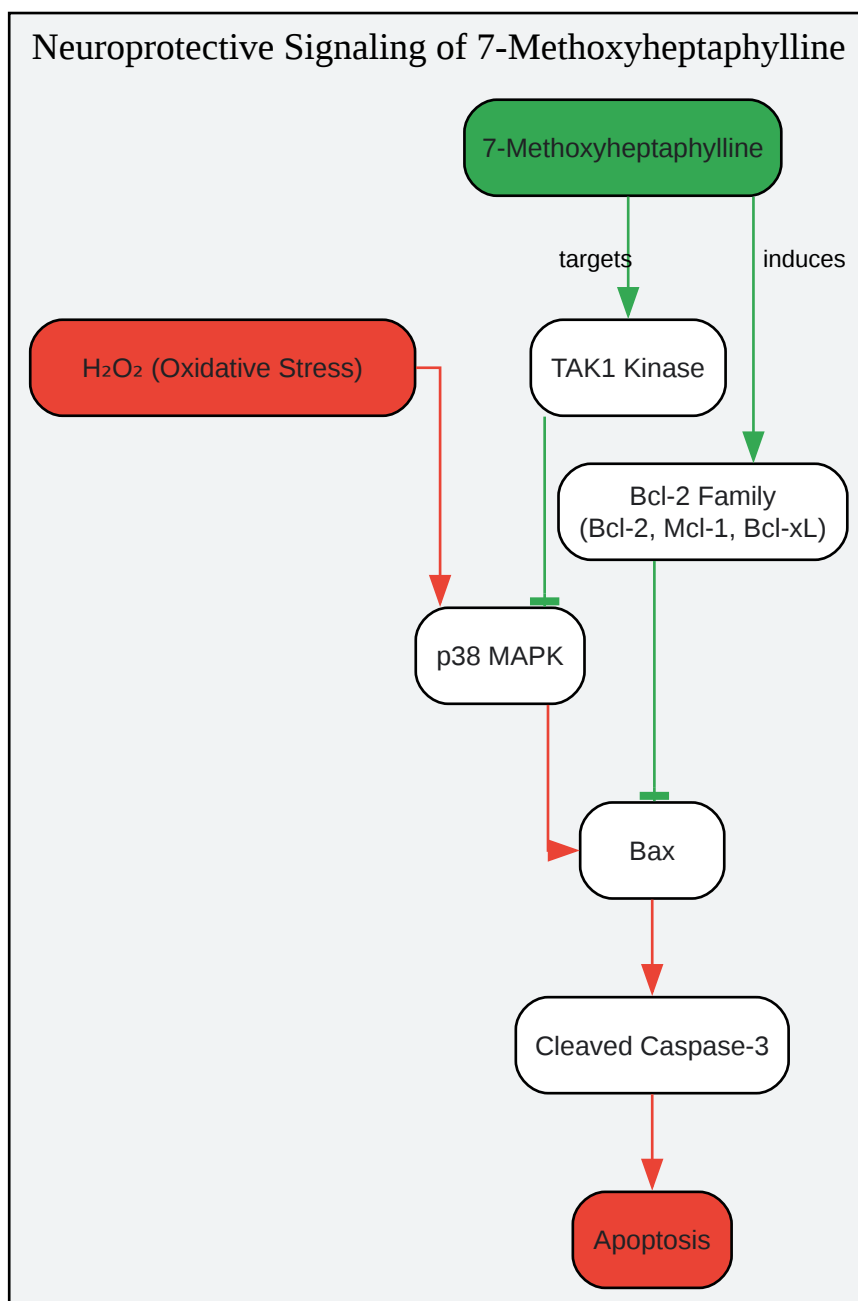 Neuroprotective Signaling of 7-Methoxyheptaphylline
7-Methoxyheptaphylline
targets
induces
H₂O₂ (Oxidative Stress)
TAK1 Kinase
Bcl-2 Family
(Bcl-2, Mcl-1, Bcl-xL)
p38 MAPK
Bax
Cleaved Caspase-3
Apoptosis